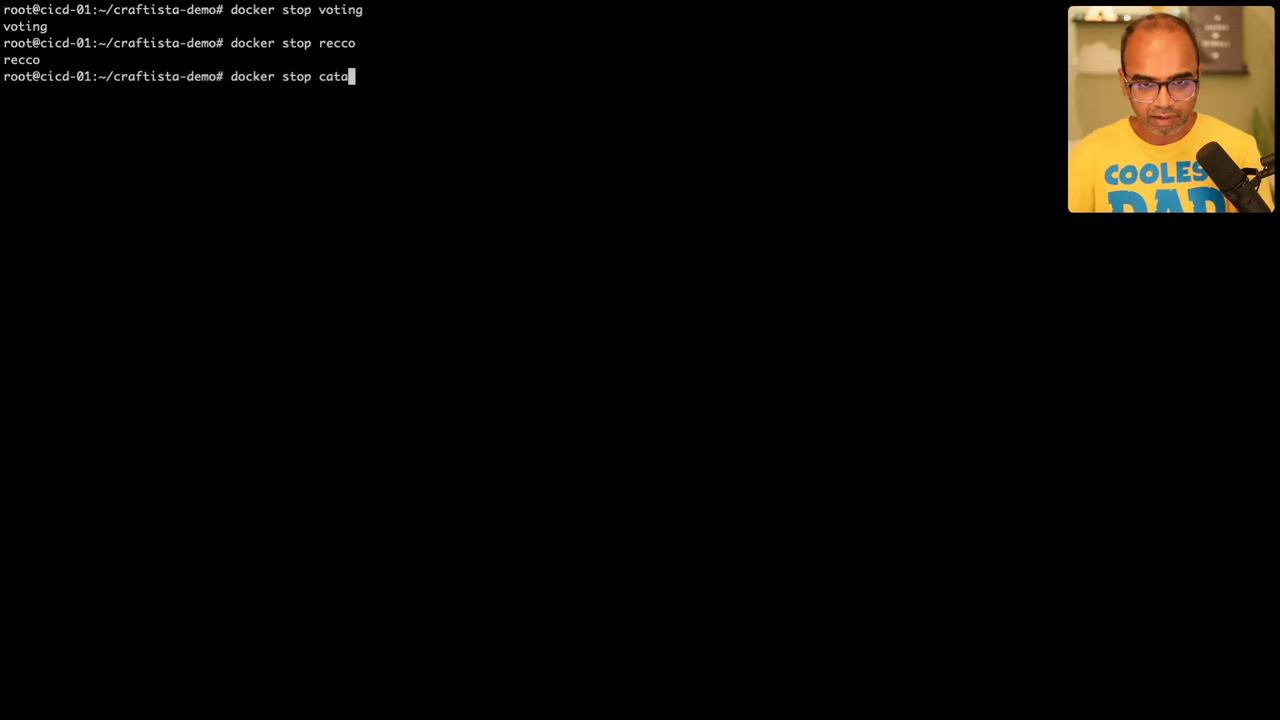 root@cicd-01:~/craftista-demo# docker stop voting
voting
root@cicd-01:~/craftista-demo# docker stop recco
recco
root@cicd-01:~/craftista-demo# docker stop cata
COOLES
DAD